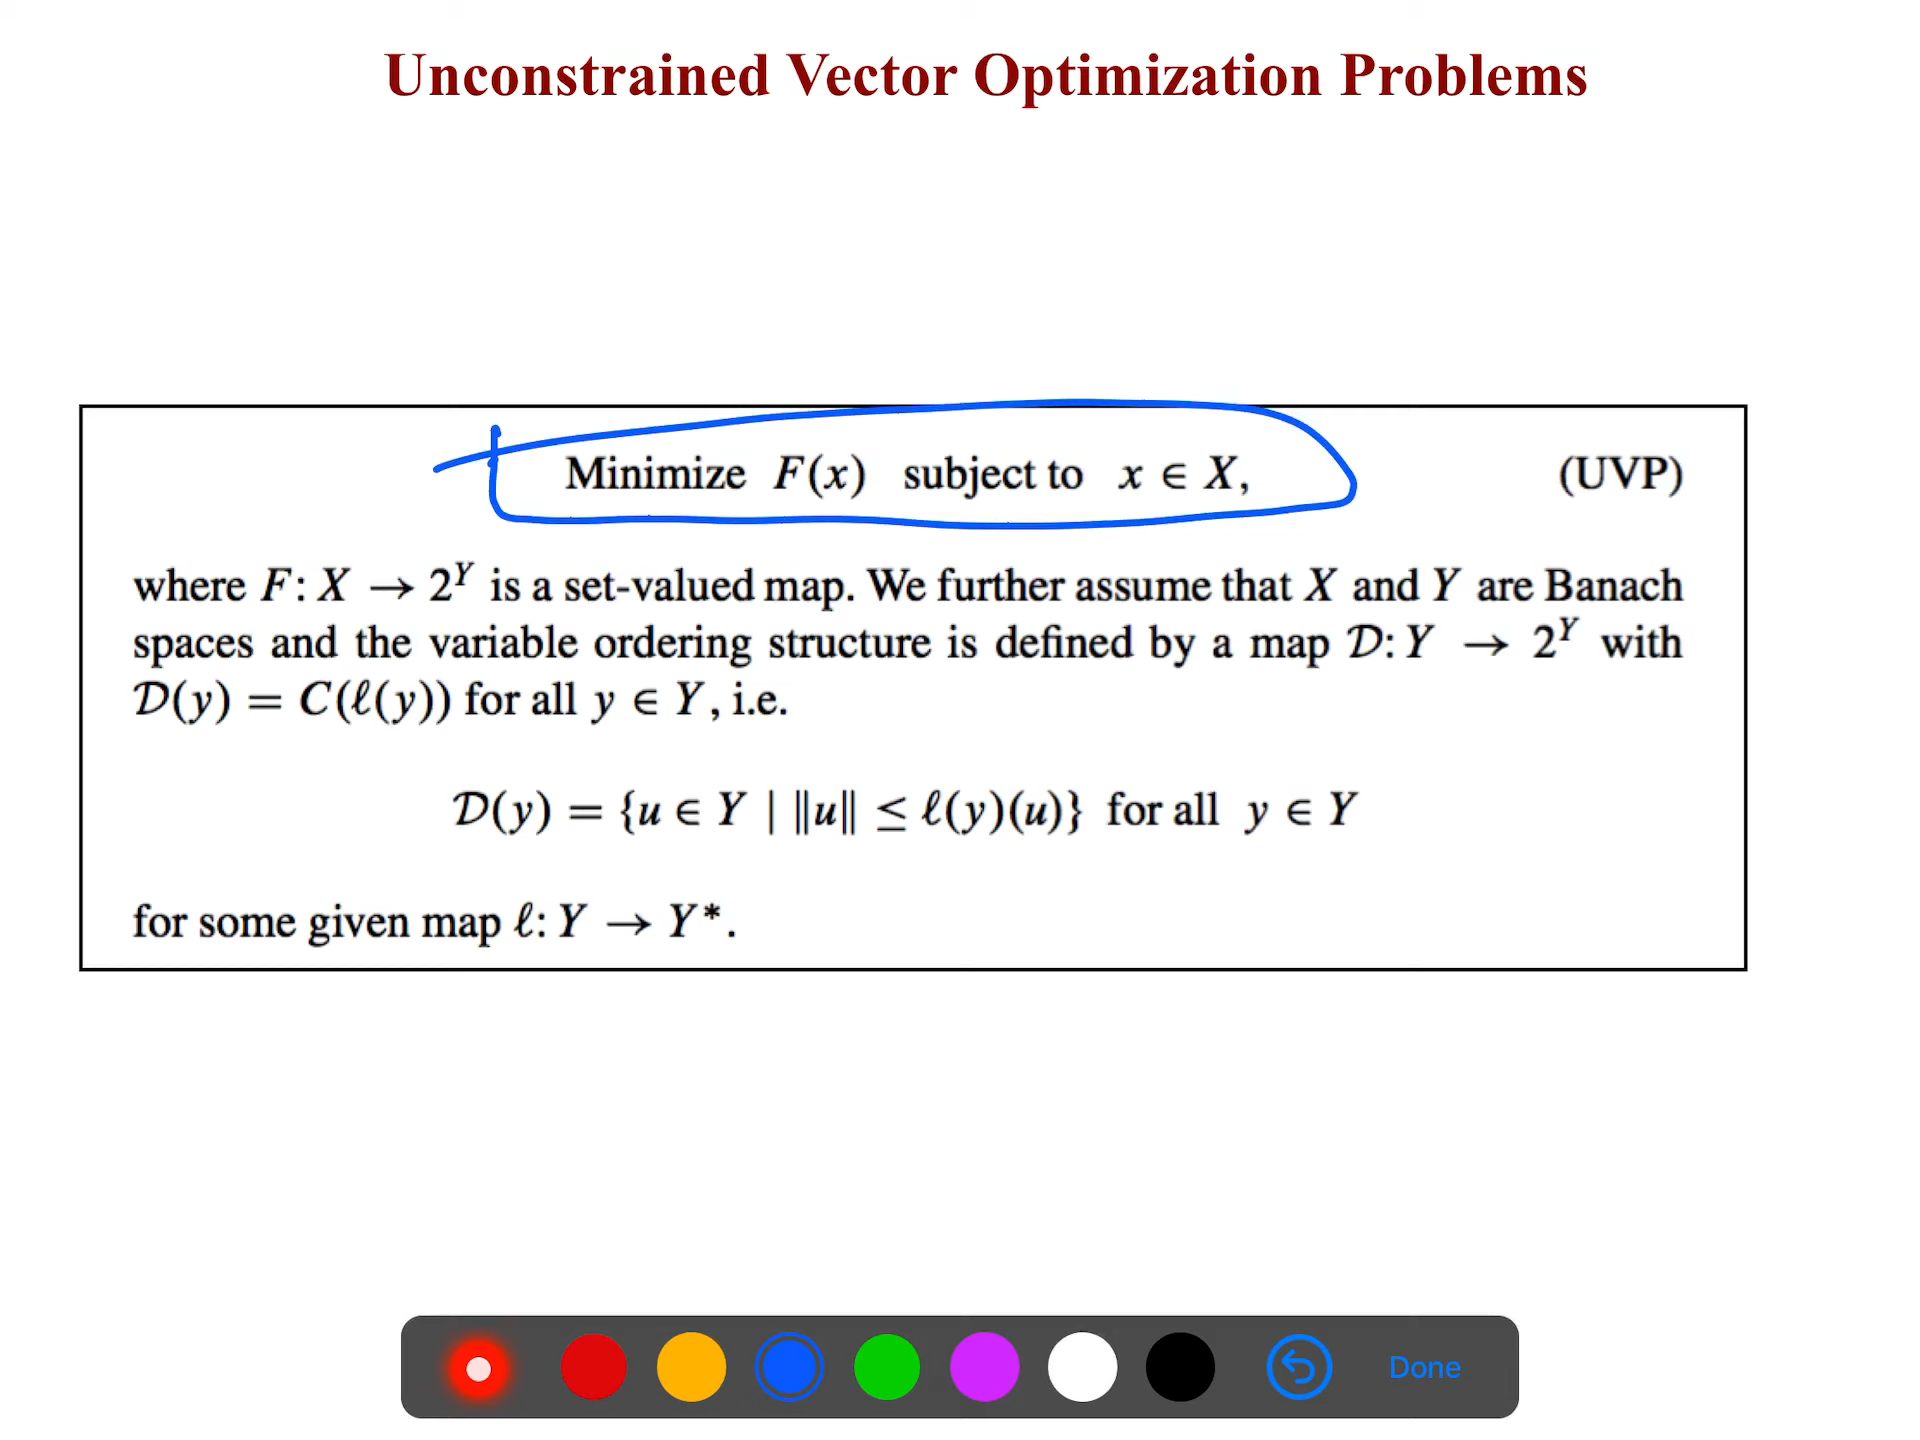 Unconstrained Vector Optimization Problems
Minimize F(x) subject to x ∈ X, (UVP)
where F: X → 2^Y is a set-valued map. We further assume that X and Y are Banach
spaces and the variable ordering structure is defined by a map 𝒟: Y → 2^Y with
𝒟(y) = C(ℓ(y)) for all y ∈ Y, i.e.
𝒟(y) = {u ∈ Y | ‖u‖ ≤ ℓ(y)(u)} for all y ∈ Y
for some given map ℓ: Y → Y*.
Done